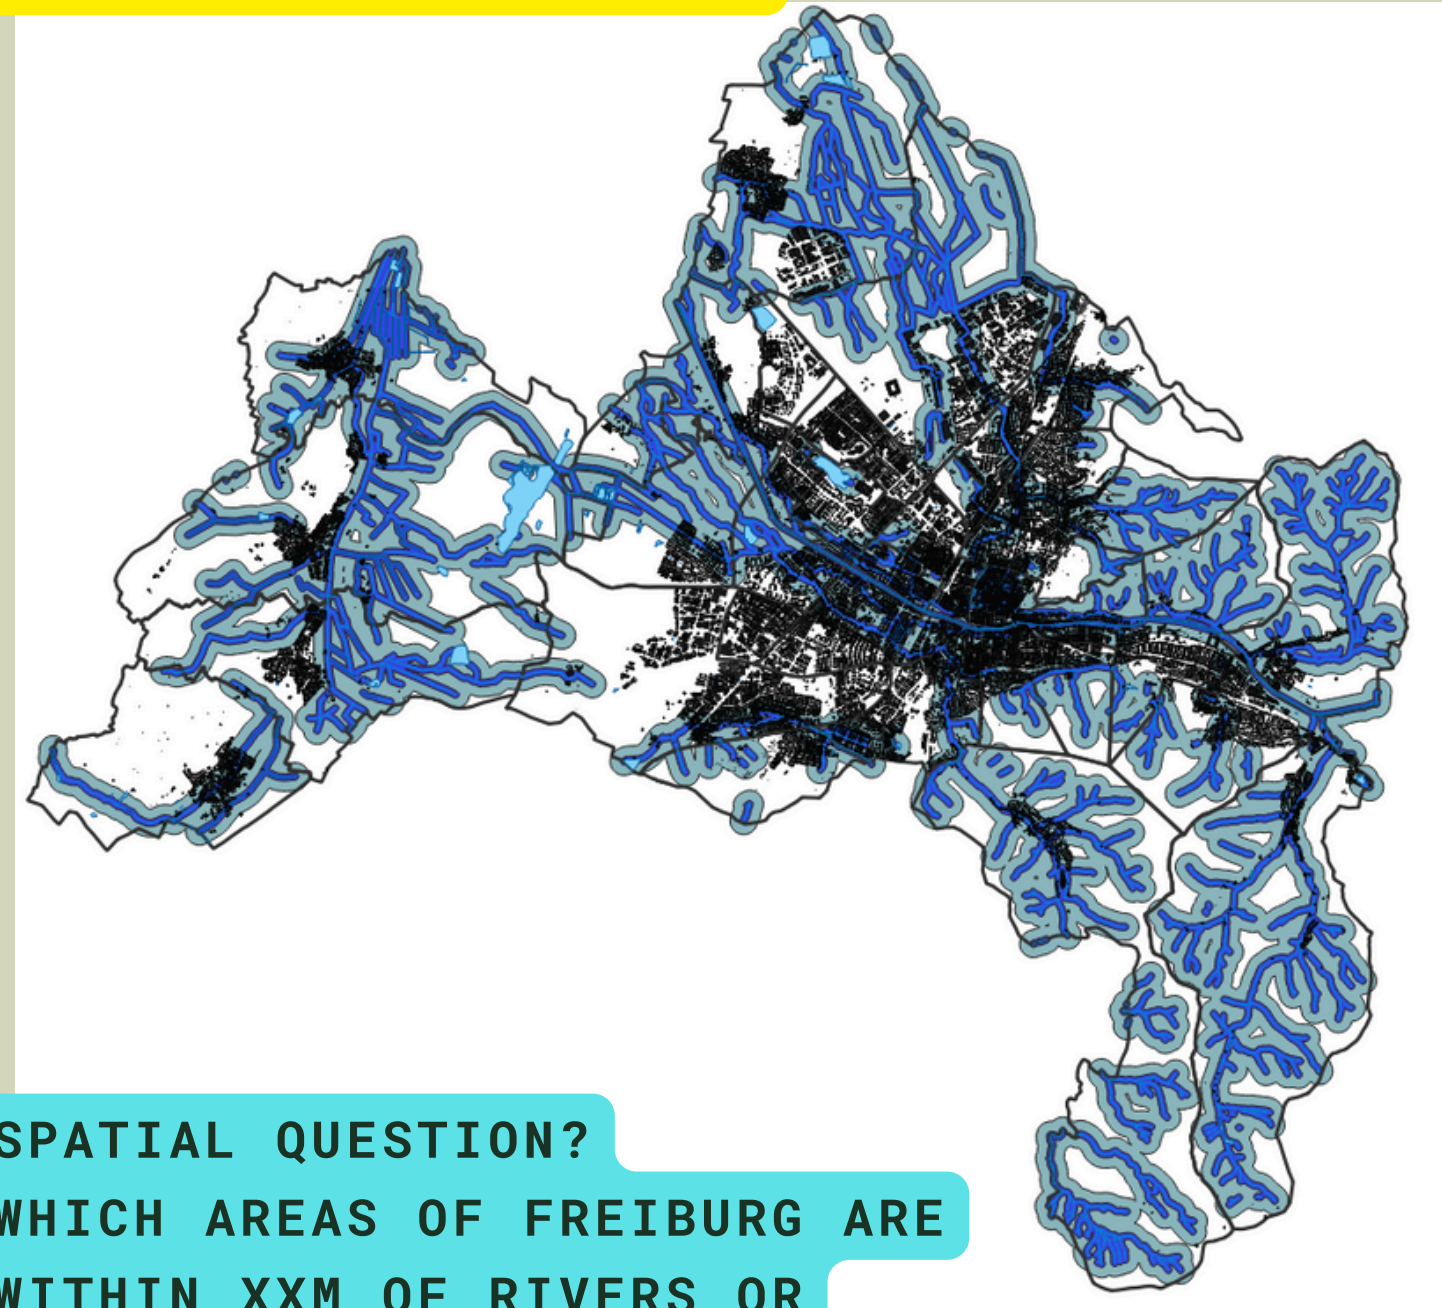 SPATIAL QUESTION?
WHICH AREAS OF FREIBURG ARE
WITHIN XXM OF RIVERS OR